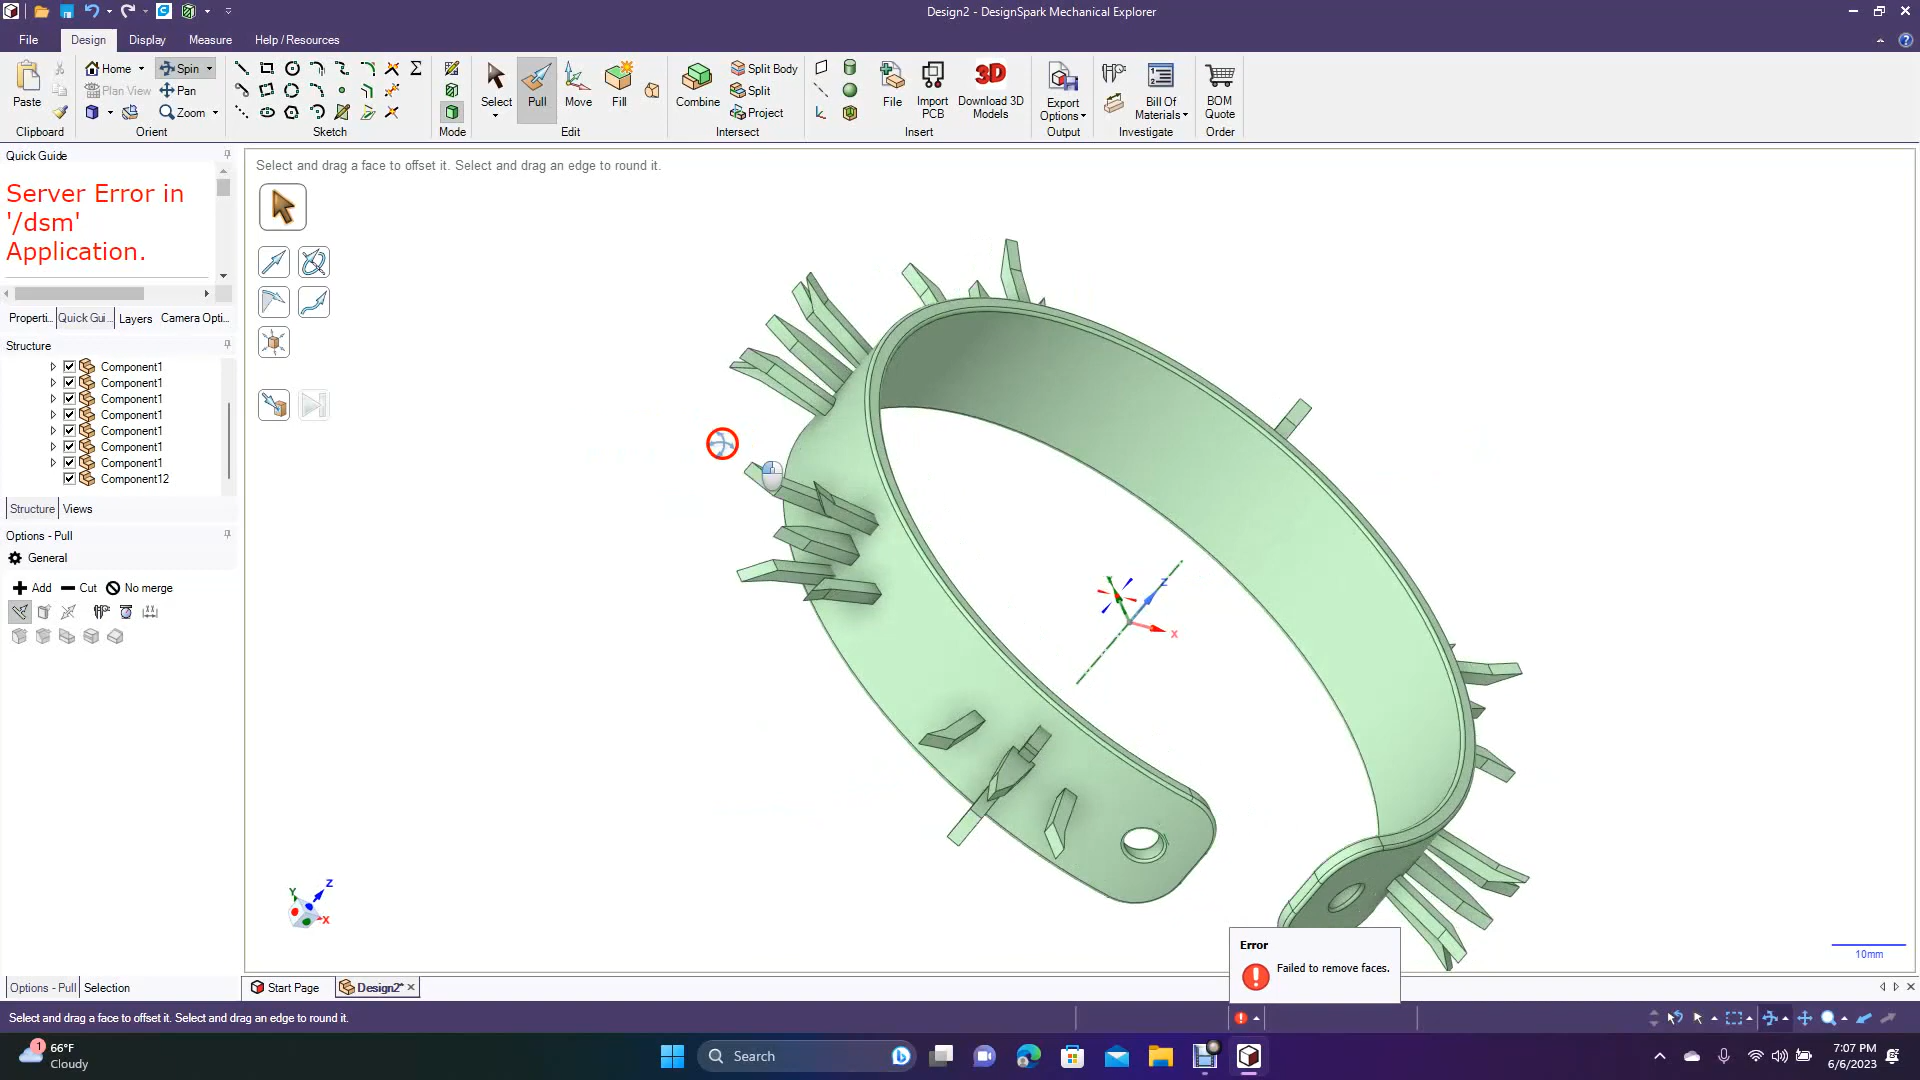 Design2 - DesignSpark Mechanical Explorer
File
Design
Display
Measure
Help / Resources
Paste
Clipboard
Home
Plan View
Spin
Pan
Zoom
Orient
Sketch
Mode
Select
Pull
Move
Fill
Edit
Combine
Split Body
Split
Project
Intersect
File
Import
PCB
Download 3D
Models
Insert
Export
Options
Output
Bill Of
Materials
Investigate
BOM
Quote
Order
3D
Quick Guide
Server Error in
'/dsm'
Application.
Properti...
Quick Gui...
Layers
Camera Opti...
Structure
Component1
Component1
Component1
Component1
Component1
Component1
Component1
Component12
Structure
Views
Options - Pull
General
Add
Cut
No merge
Options - Pull
Selection
Select and drag a face to offset it. Select and drag an edge to round it.
Z
X
Y
Z
X
Error
Failed to remove faces.
10mm
Start Page
Design2*
Select and drag a face to offset it. Select and drag an edge to round it.
1
66°F
Cloudy
Search
7:07 PM
6/6/2023